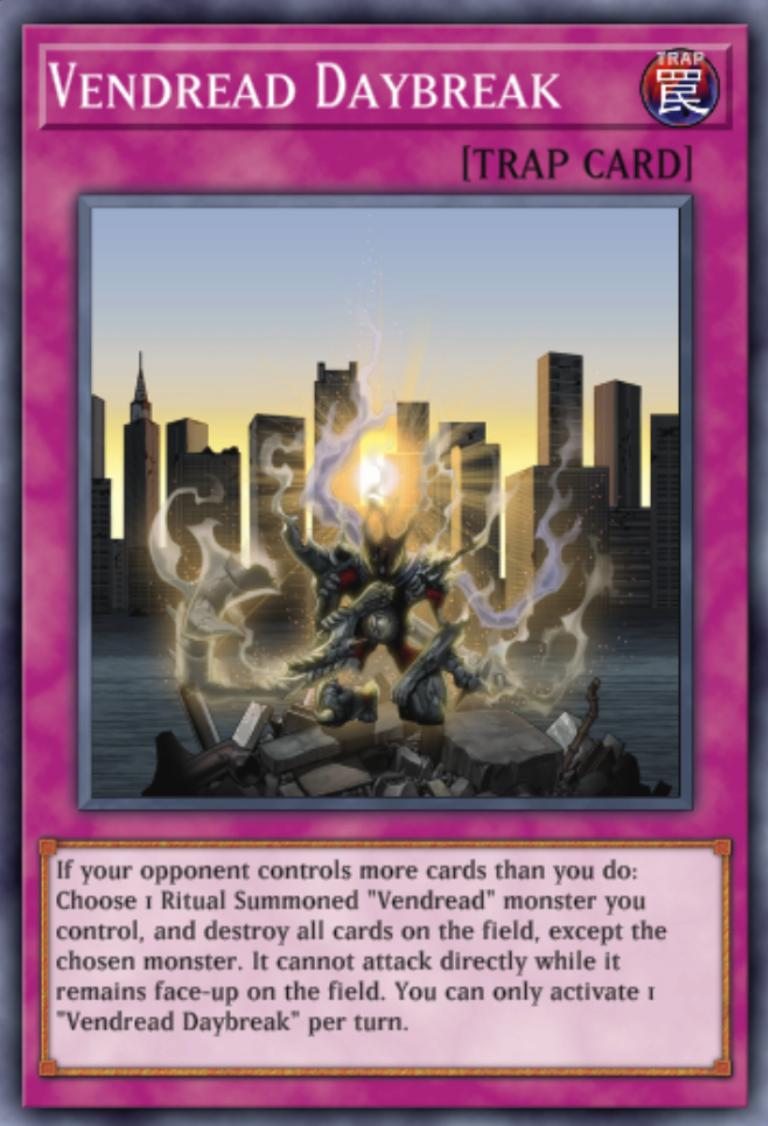 VENDREAD DAYBREAK
TRAP
罠
[TRAP CARD]
If your opponent controls more cards than you do:
Choose 1 Ritual Summoned "Vendread" monster you
control, and destroy all cards on the field, except the
chosen monster. It cannot attack directly while it
remains face-up on the field. You can only activate 1
"Vendread Daybreak" per turn.